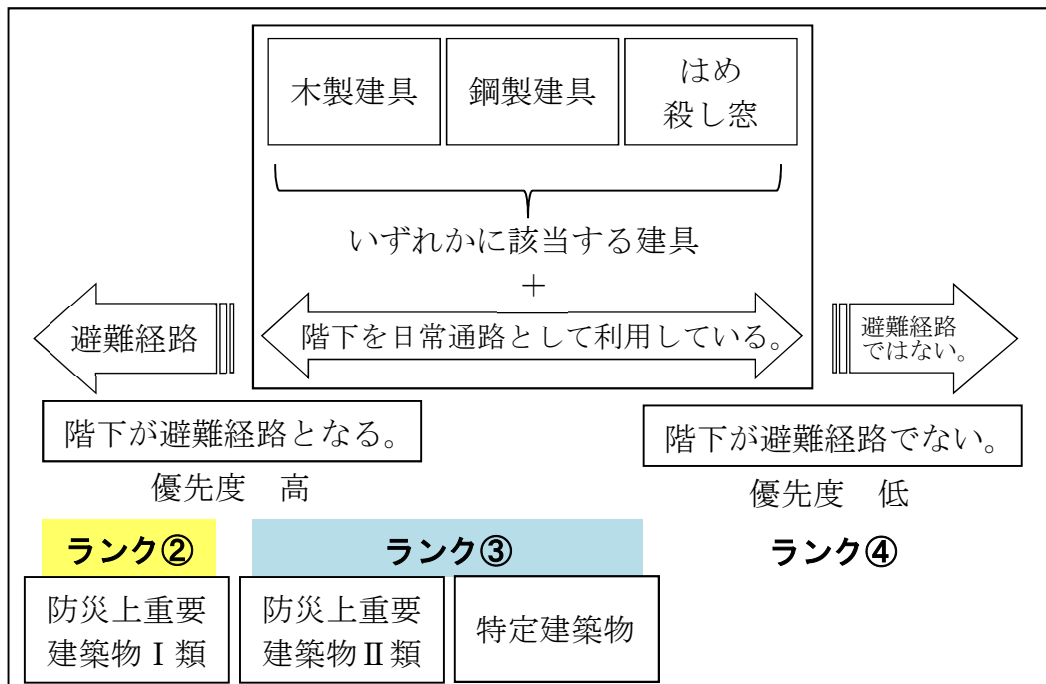 木製建具
鋼製建具
はめ
殺し窓
いずれかに該当する建具
＋
避難経路
階下を日常通路として利用している。
避難経路
ではない。
階下が避難経路となる。
階下が避難経路でない。
優先度　高
優先度　低
ランク②
ランク③
ランク④
防災上重要
建築物Ⅰ類
防災上重要
建築物Ⅱ類
特定建築物